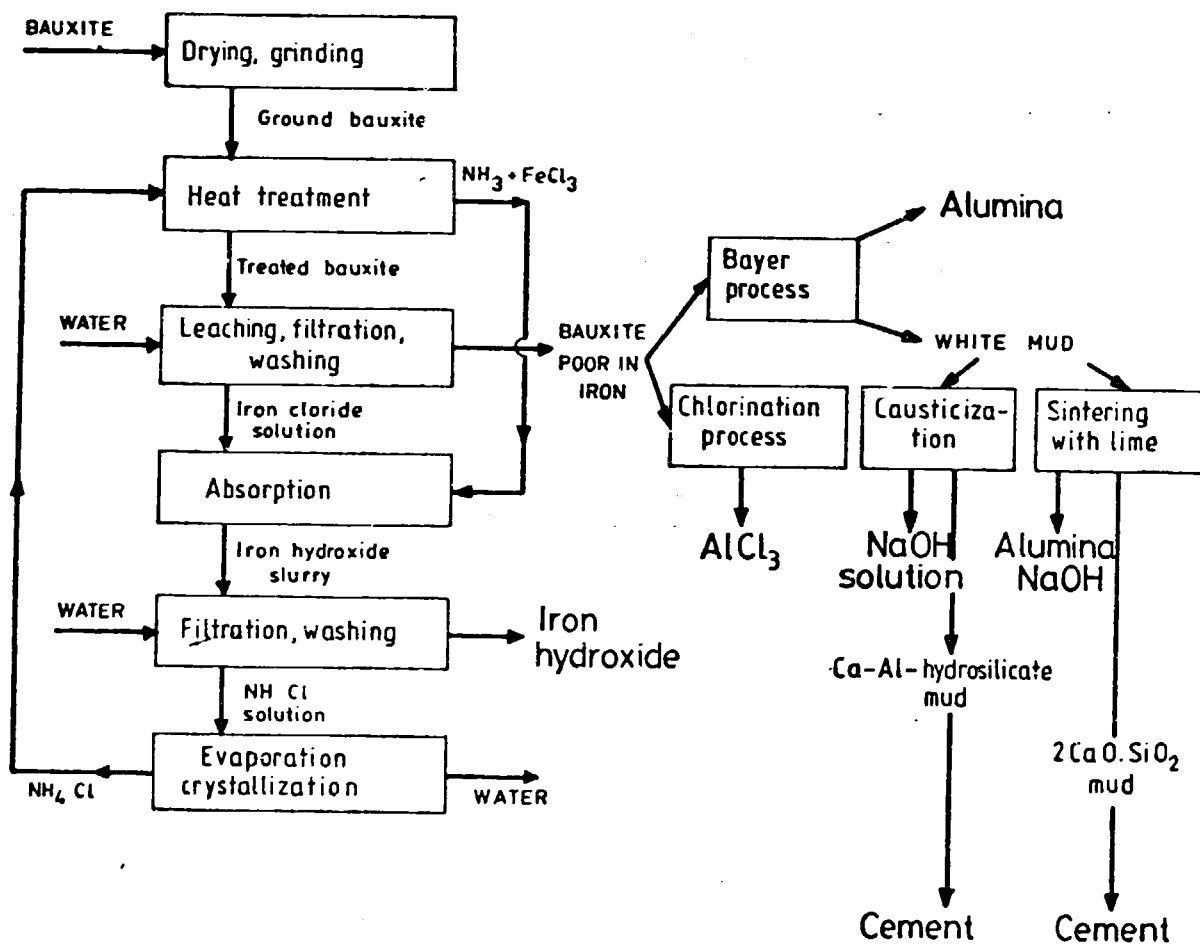 BAUXITE
Drying, grinding
Ground bauxite
Heat treatment
NH₃ + FeCl₃
Treated bauxite
WATER
Leaching, filtration,
washing
BAUXITE
POOR IN
IRON
Iron cloride
solution
Absorption
Iron hydroxide
slurry
WATER
Filtration, washing
Iron
hydroxide
NH Cl
solution
Evaporation
crystallization
NH₄ Cl
WATER
Bayer
process
Alumina
WHITE MUD
Chlorination
process
Causticiza-
tion
Sintering
with lime
AlCl₃
NaOH
solution
Alumina
NaOH
Ca-Al-hydrosilicate
mud
2CaO.SiO₂
mud
Cement
Cement